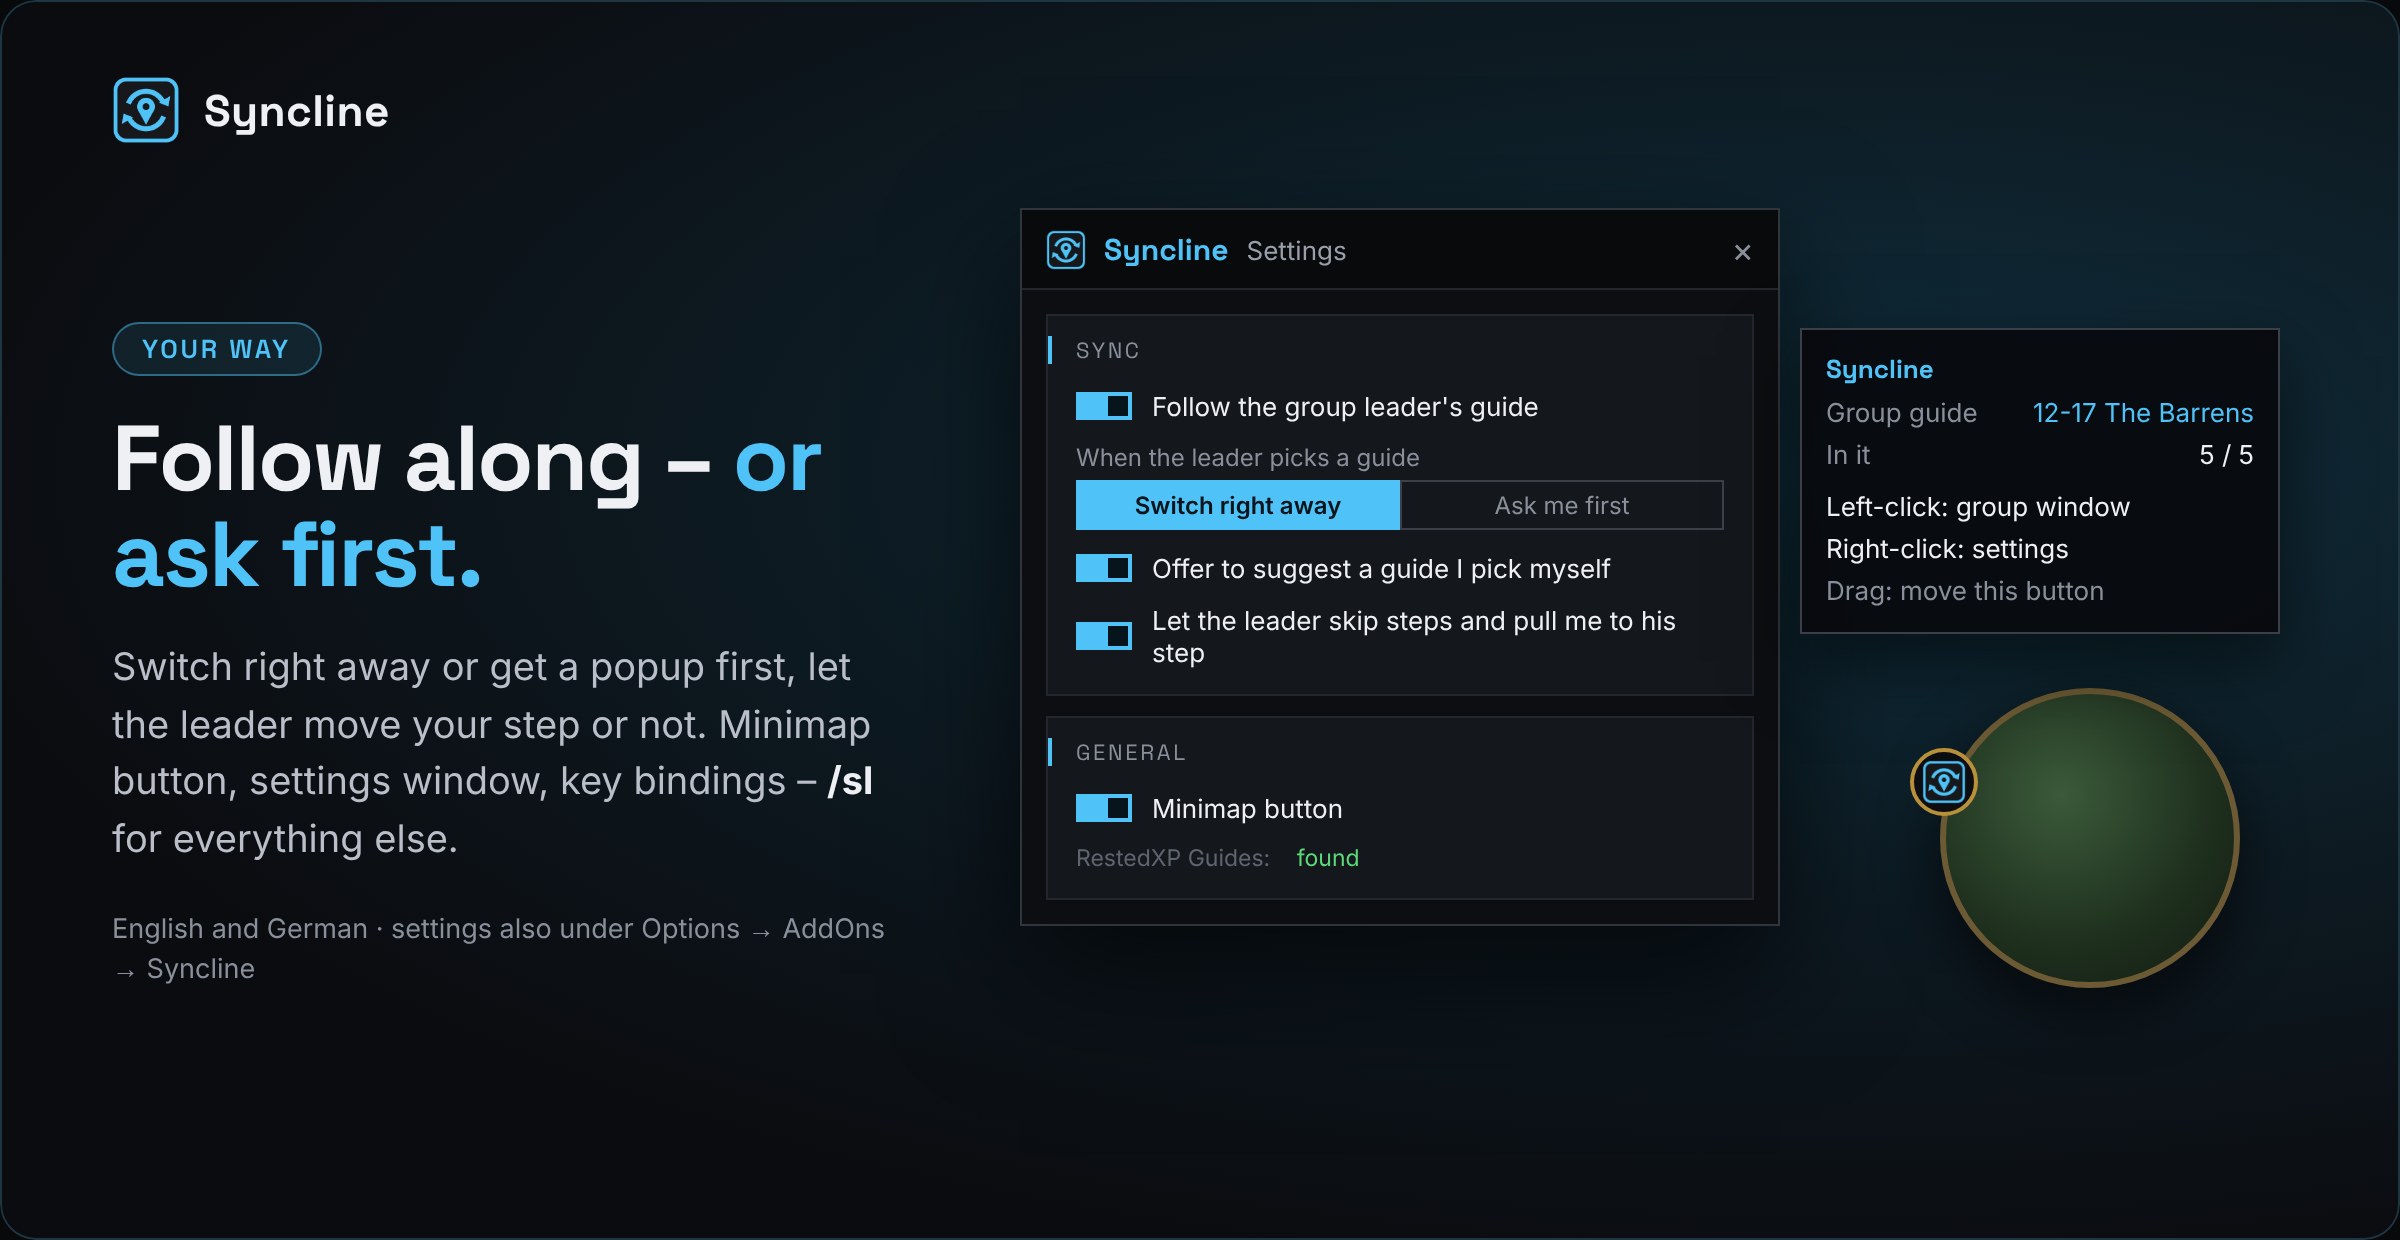 Syncline
YOUR WAY
Follow along – or
ask first.
Switch right away or get a popup first, let
the leader move your step or not. Minimap
button, settings window, key bindings – /sl
for everything else.
English and German · settings also under Options → AddOns
→ Syncline
Syncline Settings ×
SYNC
Follow the group leader's guide
When the leader picks a guide
Switch right away Ask me first
Offer to suggest a guide I pick myself
Let the leader skip steps and pull me to his
step
GENERAL
Minimap button
RestedXP Guides: found
Syncline
Group guide 12-17 The Barrens
In it 5 / 5
Left-click: group window
Right-click: settings
Drag: move this button